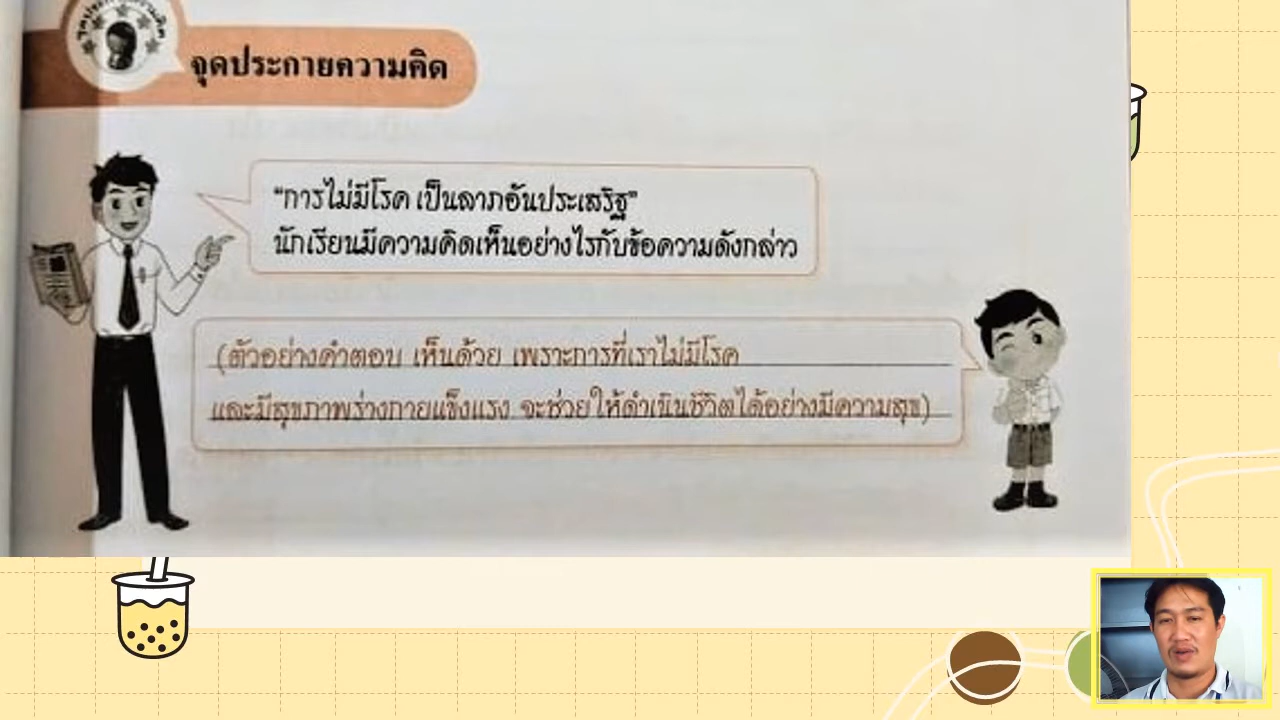 จุดประกายความคิด
“การไม่มีโรค เป็นลาภอันประเสริฐ”
นักเรียนมีความคิดเห็นอย่างไรกับข้อความดังกล่าว
(ตัวอย่างคำตอบ เห็นด้วย เพราะการที่เราไม่มีโรค
และมีสุขภาพร่างกายแข็งแรง จะช่วยให้ดำเนินชีวิตได้อย่างมีความสุข)